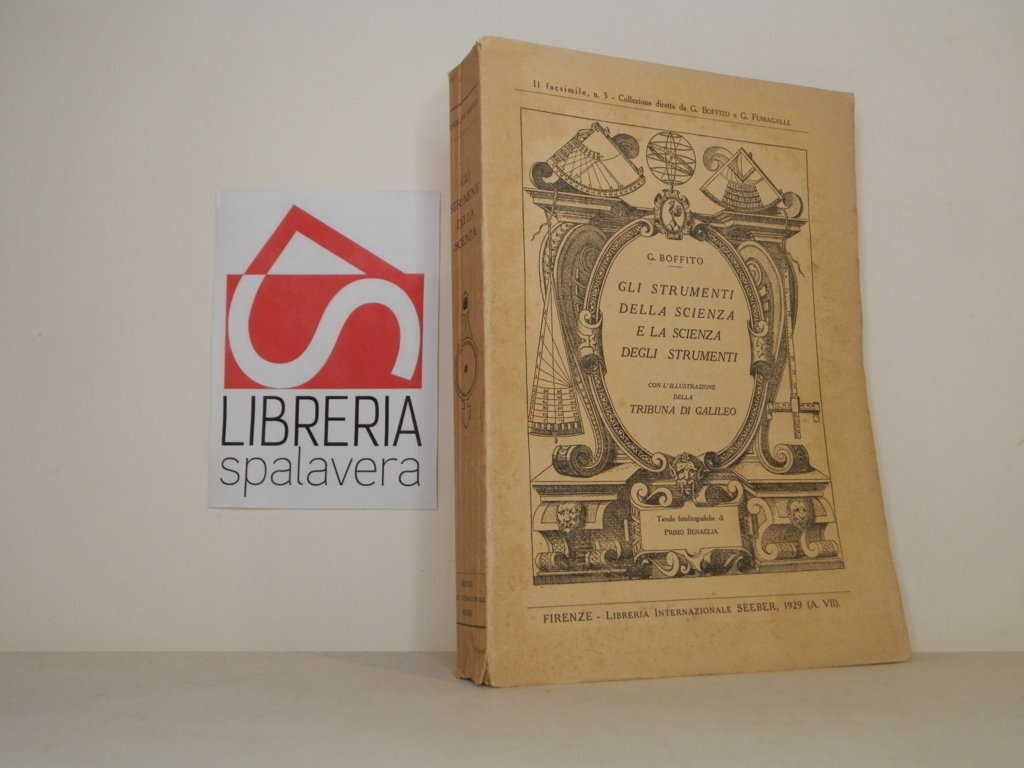 LIBRERIA
spalavera
GLI
STRUMENTI
DELLA
SCIENZA
Il facsimile, n. 5 - Collezione diretta da G. BOFFITO e G. FUMAGALLI.
G. BOFFITO
GLI STRUMENTI
DELLA SCIENZA
E LA SCIENZA
DEGLI STRUMENTI
CON L'ILLUSTRAZIONE
DELLA
TRIBUNA DI GALILEO
Tavole fotolitografiche di
PRIMO BENAGLIA
FIRENZE - LIBRERIA INTERNAZIONALE SEEBER, 1929 (A. VII).